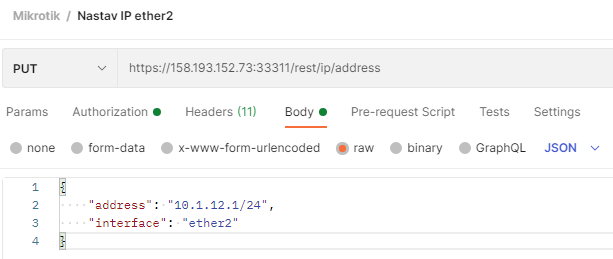 Mikrotik / Nastav IP ether2
PUT https://158.193.152.73:33311/rest/ip/address
Params Authorization Headers (11) Body Pre-request Script Tests Settings
none form-data x-www-form-urlencoded raw binary GraphQL JSON
1 {
2 "address": "10.1.12.1/24",
3 "interface": "ether2"
4 }